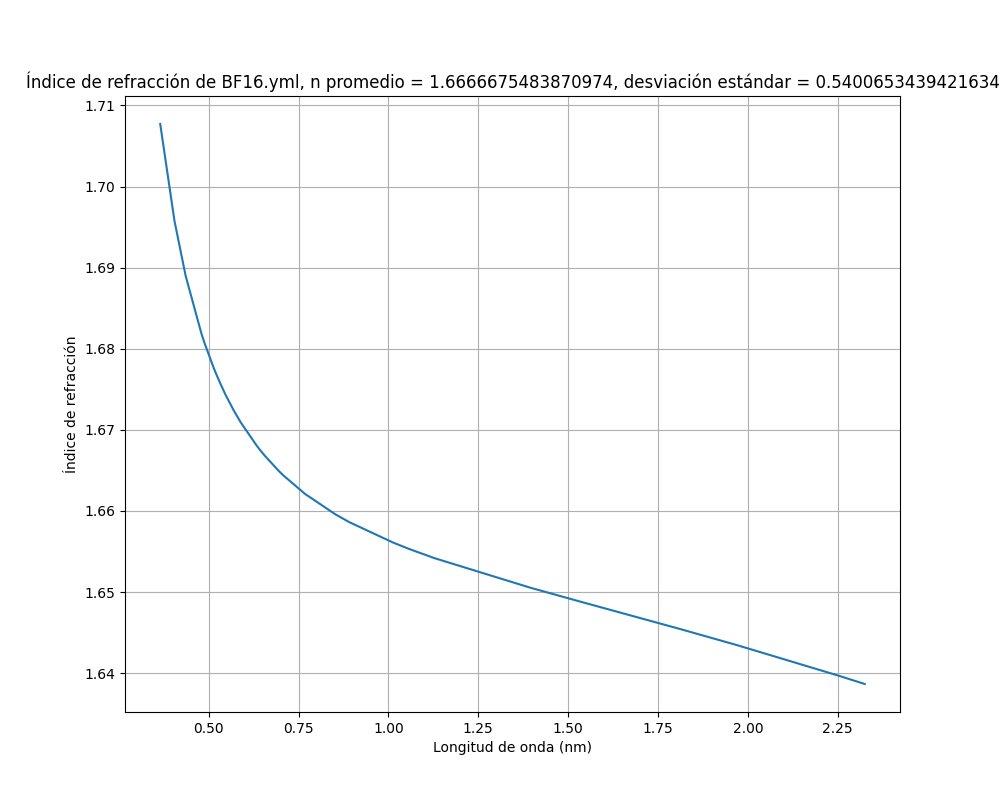 Índice de refracción de BF16.yml, n promedio = 1.6666675483870974, desviación estándar = 0.5400653439421634
1.71
1.70
1.69
1.68
1.67
1.66
1.65
1.64
Índice de refracción
0.50 0.75 1.00 1.25 1.50 1.75 2.00 2.25
Longitud de onda (nm)